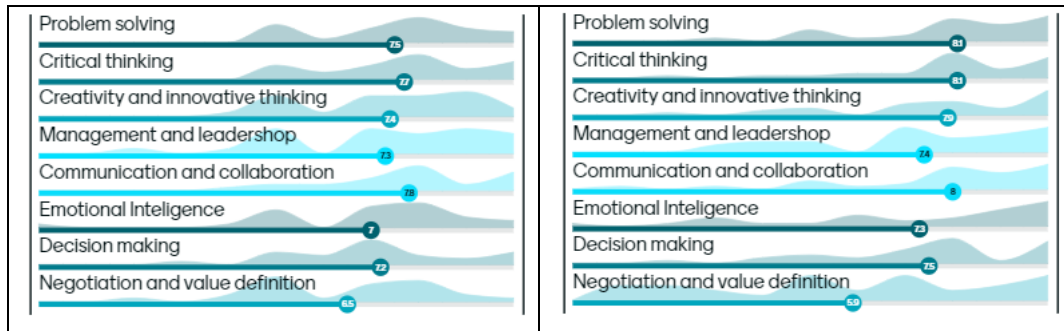 Problem solving
7.5
Critical thinking
7.7
Creativity and innovative thinking
7.4
Management and leadershop
7.3
Communication and collaboration
7.8
Emotional Inteligence
7
Decision making
7.2
Negotiation and value definition
6.5
Problem solving
8.1
Critical thinking
8.1
Creativity and innovative thinking
7.9
Management and leadershop
7.4
Communication and collaboration
8
Emotional Inteligence
7.3
Decision making
7.5
Negotiation and value definition
5.9